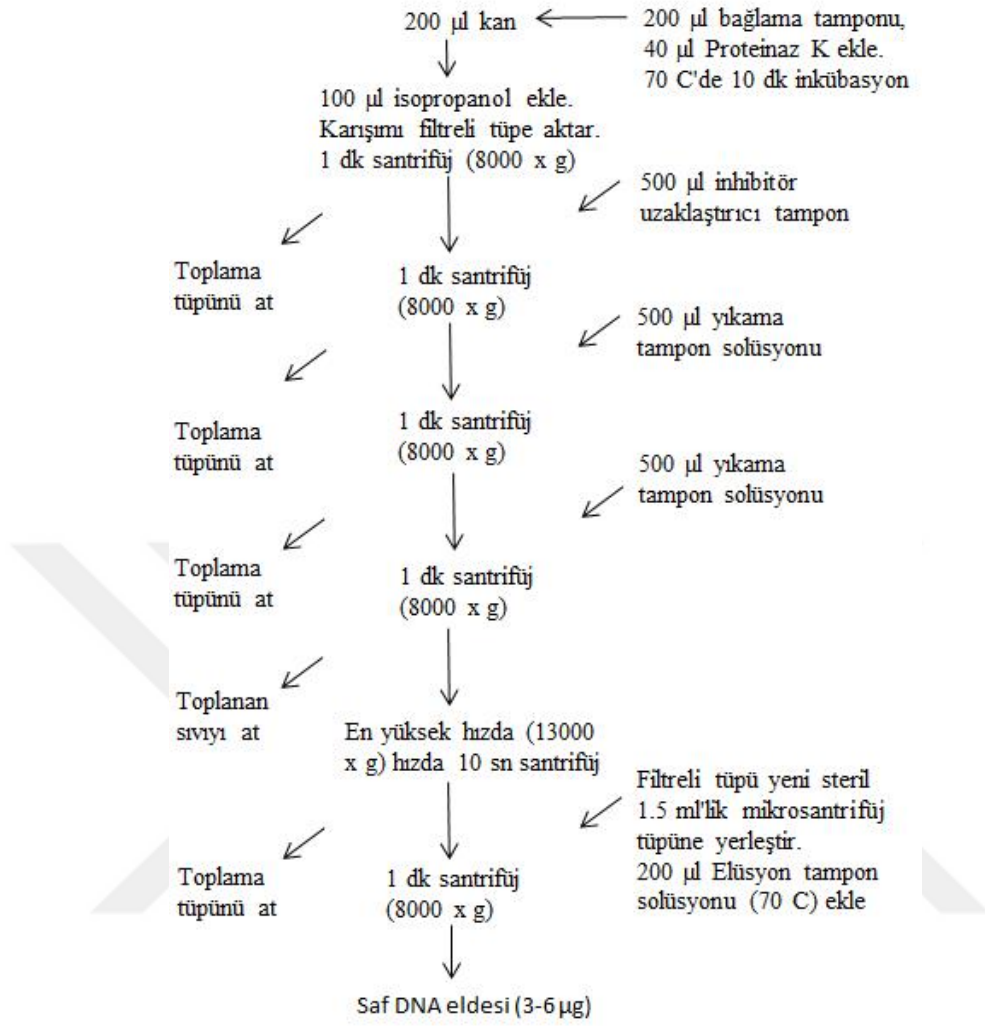 200 µl kan
200 µl bağlama tamponu,
40 µl Proteinaz K ekle.
70 C'de 10 dk inkübasyon
100 µl isopropanol ekle.
Karışımı filtreli tüpe aktar.
1 dk santrifüj (8000 x g)
500 µl inhibitör
uzaklaştırıcı tampon
Toplama
tüpünü at
1 dk santrifüj
(8000 x g)
500 µl yıkama
tampon solüsyonu
Toplama
tüpünü at
1 dk santrifüj
(8000 x g)
500 µl yıkama
tampon solüsyonu
Toplama
tüpünü at
1 dk santrifüj
(8000 x g)
Toplanan
sıvıyı at
En yüksek hızda (13000
x g) hızda 10 sn santrifüj
Filtreli tüpü yeni steril
1.5 ml'lik mikrosantrifüj
tüpüne yerleştir.
200 µl Elüsyon tampon
solüsyonu (70 C) ekle
Toplama
tüpünü at
1 dk santrifüj
(8000 x g)
Saf DNA eldesi (3-6 µg)